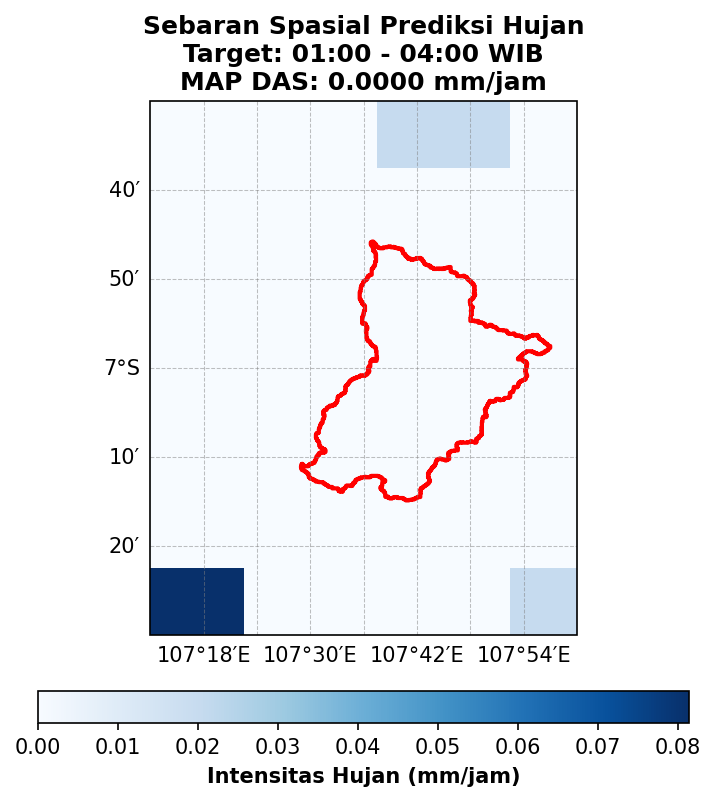 Sebaran Spasial Prediksi Hujan
Target: 01:00 - 04:00 WIB
MAP DAS: 0.0000 mm/jam
40′
50′
7°S
10′
20′
107°18′E 107°30′E 107°42′E 107°54′E
0.00 0.01 0.02 0.03 0.04 0.05 0.06 0.07 0.08
Intensitas Hujan (mm/jam)